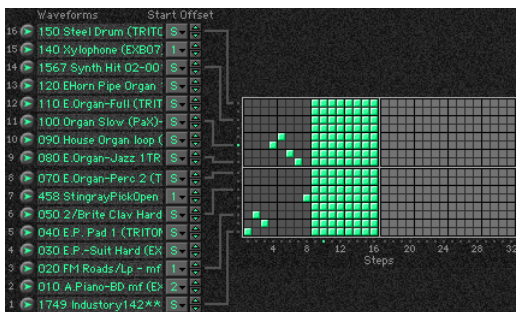 Waveforms Start Offset
16 150 Steel Drum (TRITC S
15 140 Xylophone (EXB07 1
14 1567 Synth Hit 02-00 S
13 120 EHorn Pipe Organ S
12 110 E.Organ-Full (TRIT S
11 100 Organ Slow (PaX)- S
10 090 House Organ loop ( S
9 080 E.Organ-Jazz 1TR S
8 070 E.Organ-Perc 2 (T S
7 458 StingrayPickOpen 1
6 050 2/Brite Clav Hard S
5 040 E.P. Pad 1 (TRITON S
4 030 E.P.-Suit Hard (EX S
3 020 FM Roads/Lp - mf 1
2 010 A.Piano-BD mf (EX 2
1 1749 Industory142** S
4 8 12 16 20 24 28 32
Steps